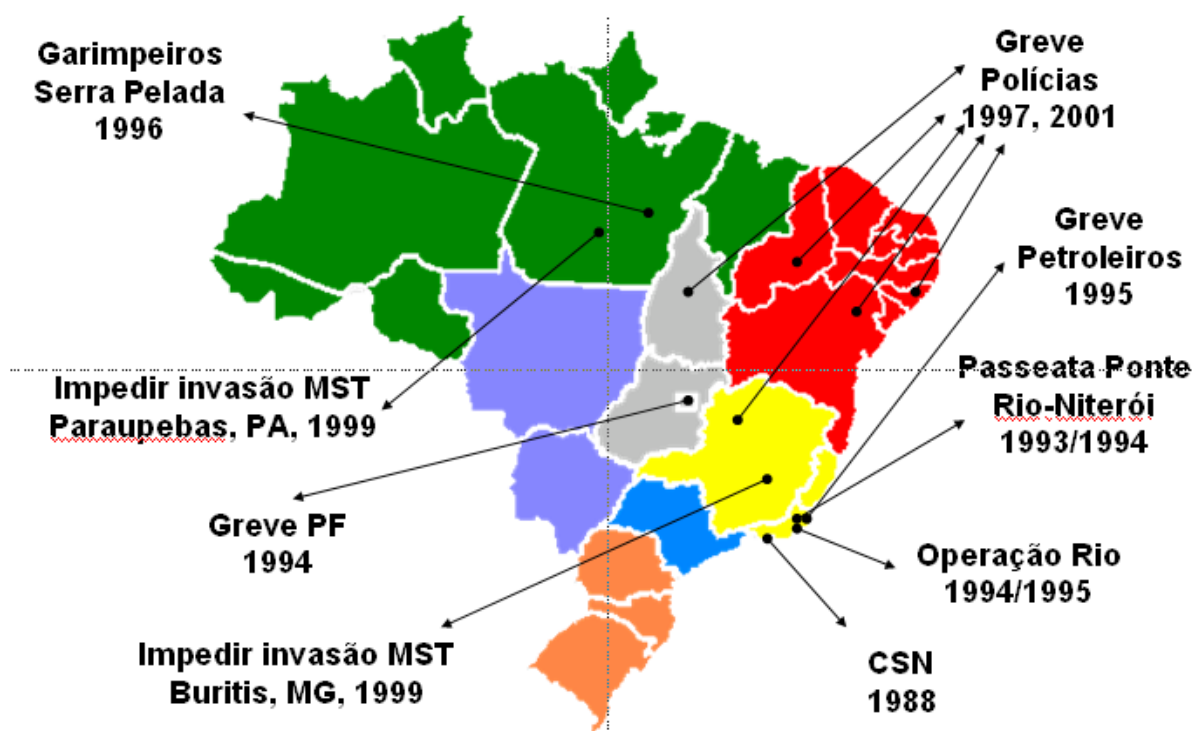 Garimpeiros
Serra Pelada
1996
Greve
Polícias
1997, 2001
Greve
Petroleiros
1995
Impedir invasão MST
Paraupebas, PA, 1999
Passeata Ponte
Rio-Niterói
1993/1994
Greve PF
1994
Operação Rio
1994/1995
Impedir invasão MST
Buritis, MG, 1999
CSN
1988